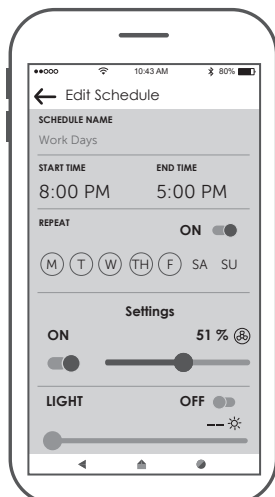 10:43 AM 80%
Edit Schedule
SCHEDULE NAME
Work Days
START TIME END TIME
8:00 PM 5:00 PM
REPEAT ON
M T W TH F SA SU
Settings
ON 51 %
LIGHT OFF
--